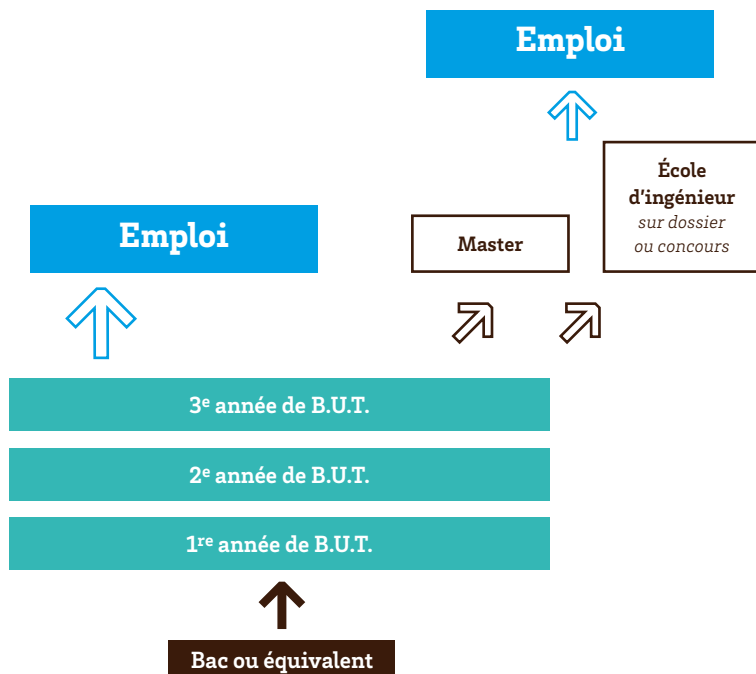 Emploi
École
d'ingénieur
sur dossier
ou concours
Emploi
Master
3e année de B.U.T.
2e année de B.U.T.
1re année de B.U.T.
Bac ou équivalent